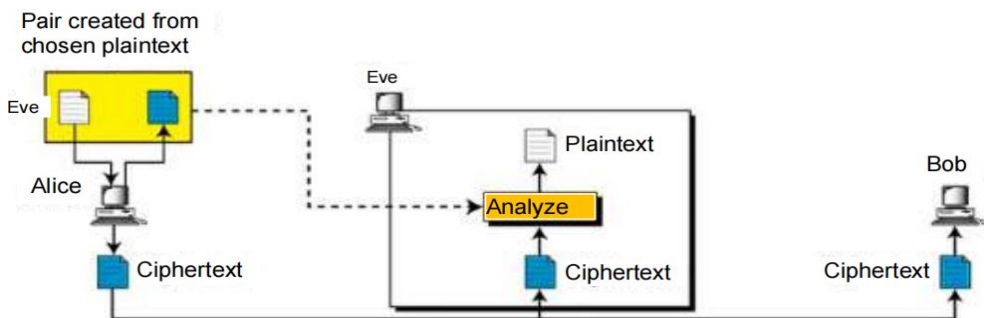 Pair created from
chosen plaintext
Eve
Eve
Plaintext
Alice
Bob
Analyze
Ciphertext
Ciphertext
Ciphertext